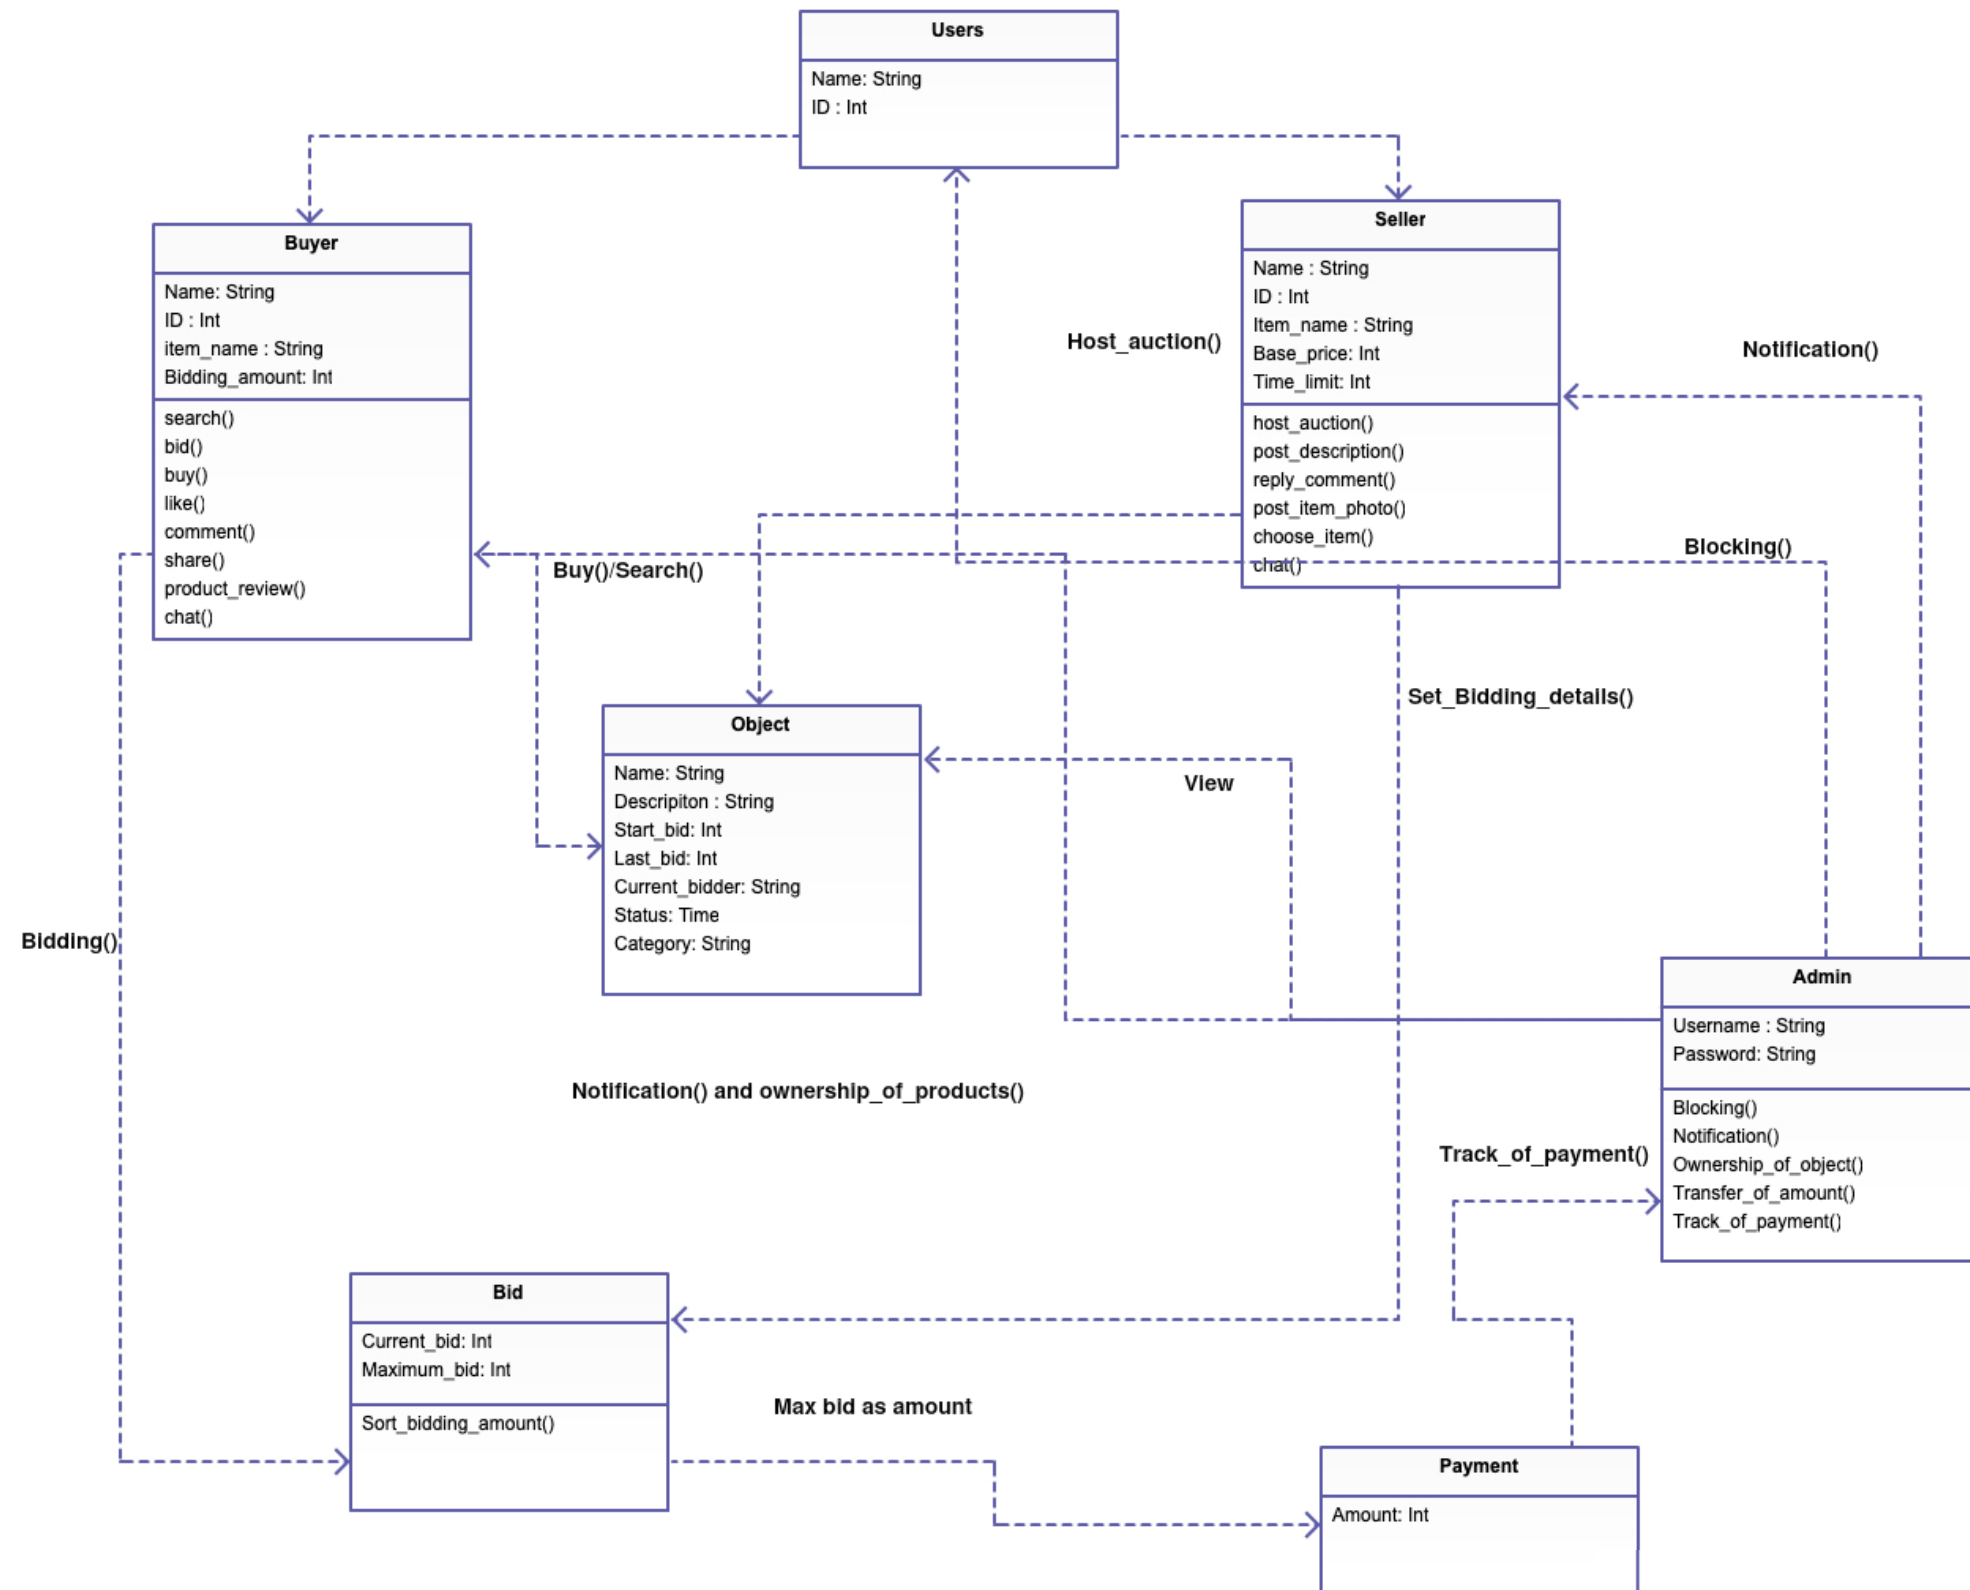 Users
Name: String
ID : Int
Buyer
Name: String
ID : Int
item_name : String
Bidding_amount: Int
search()
bid()
buy()
like()
comment()
share()
product_review()
chat()
Seller
Name : String
ID : Int
Item_name : String
Base_price: Int
Time_limit: Int
host_auction()
post_description()
reply_comment()
post_item_photo()
choose_item()
chat()
Host_auction()
Notification()
Blocking()
Buy()/Search()
Set_Bidding_details()
Object
Name: String
Descripiton : String
Start_bid: Int
Last_bid: Int
Current_bidder: String
Status: Time
Category: String
View
Bidding()
Admin
Username : String
Password: String
Blocking()
Notification()
Ownership_of_object()
Transfer_of_amount()
Track_of_payment()
Notification() and ownership_of_products()
Track_of_payment()
Bid
Current_bid: Int
Maximum_bid: Int
Sort_bidding_amount()
Max bid as amount
Payment
Amount: Int